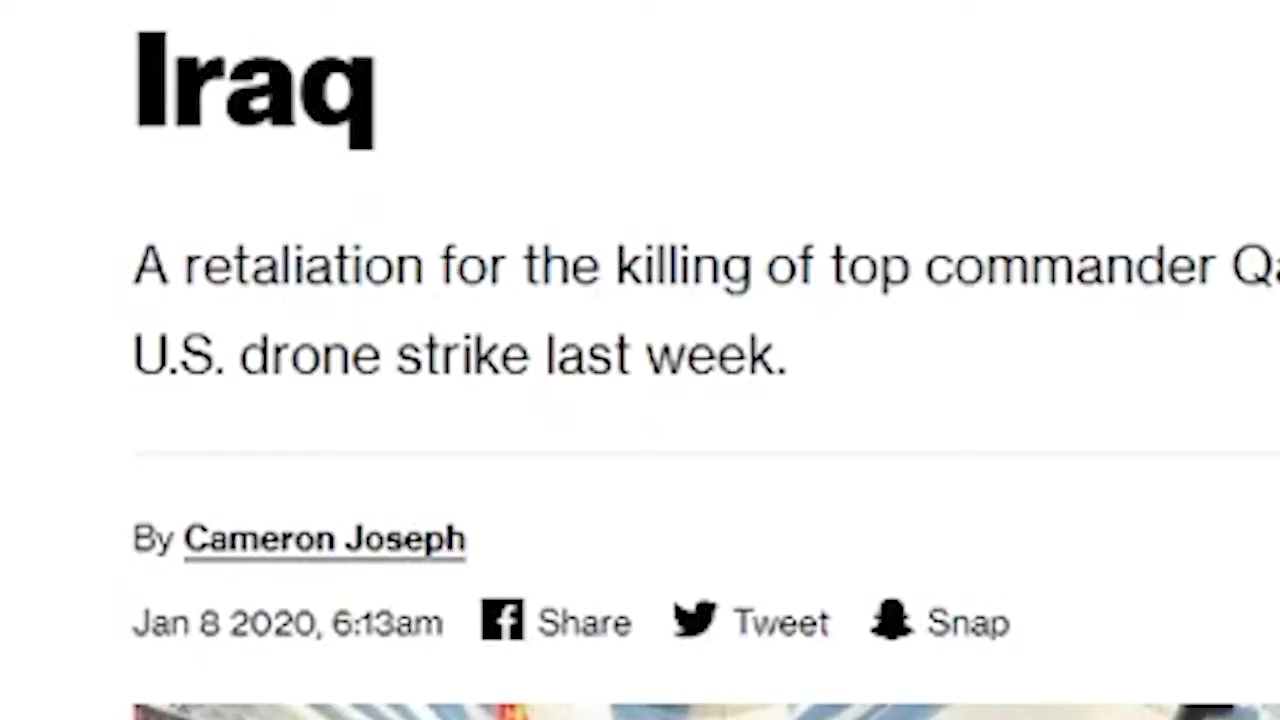 Iraq
A retaliation for the killing of top commander
U.S. drone strike last week.
By Cameron Joseph
Jan 8 2020, 6:13am Share Tweet Snap